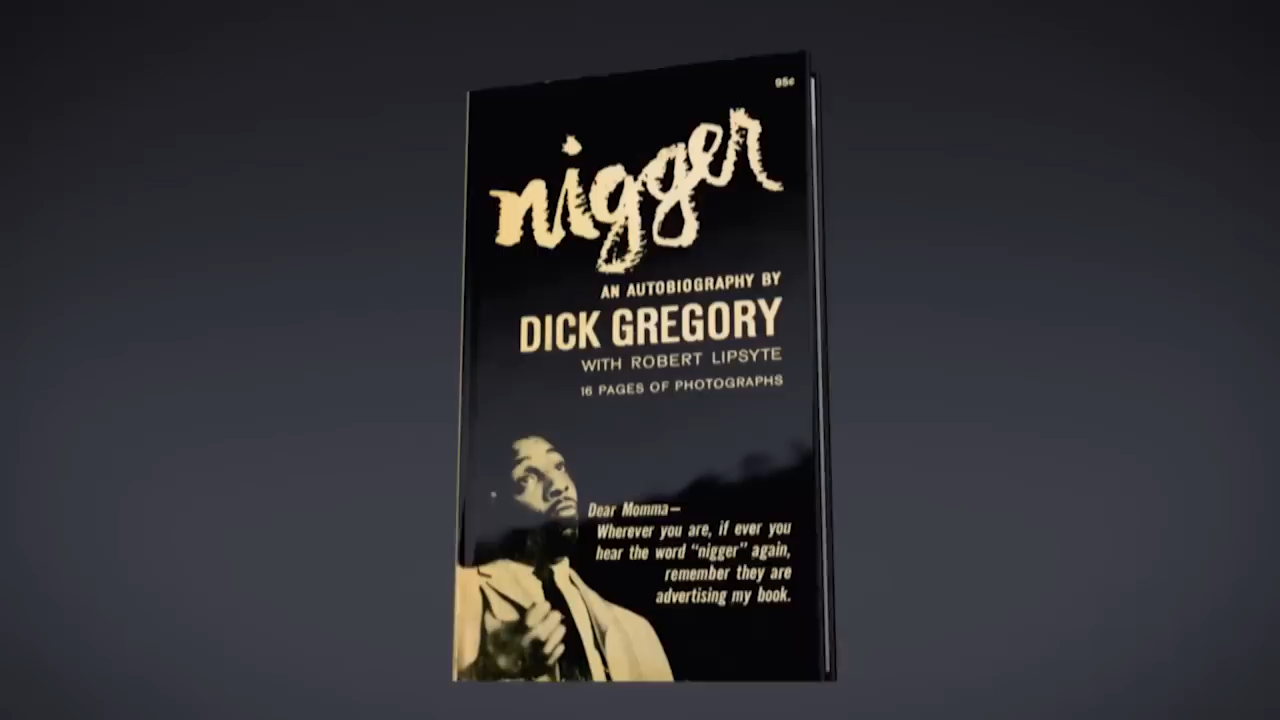 95¢
nigger
AN AUTOBIOGRAPHY BY
DICK GREGORY
WITH ROBERT LIPSYTE
16 PAGES OF PHOTOGRAPHS
Dear Momma—
Wherever you are, if ever you
hear the word "nigger" again,
remember they are
advertising my book.